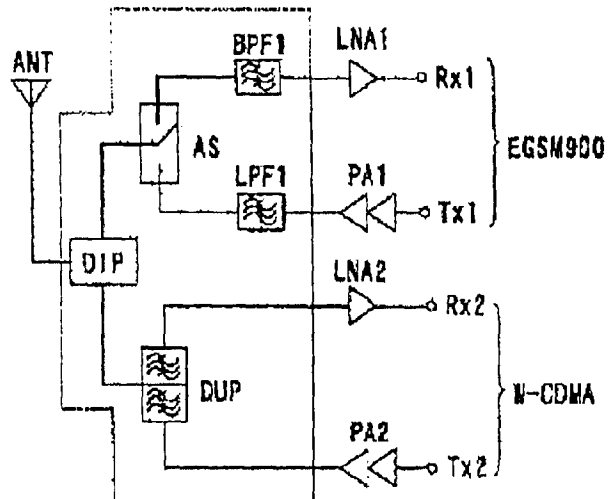 BPF1 LNA1
ANT
Rx1
AS
EGSM900
LPF1 PA1
Tx1
DIP
LNA2
Rx2
DUP
W-CDMA
PA2
Tx2